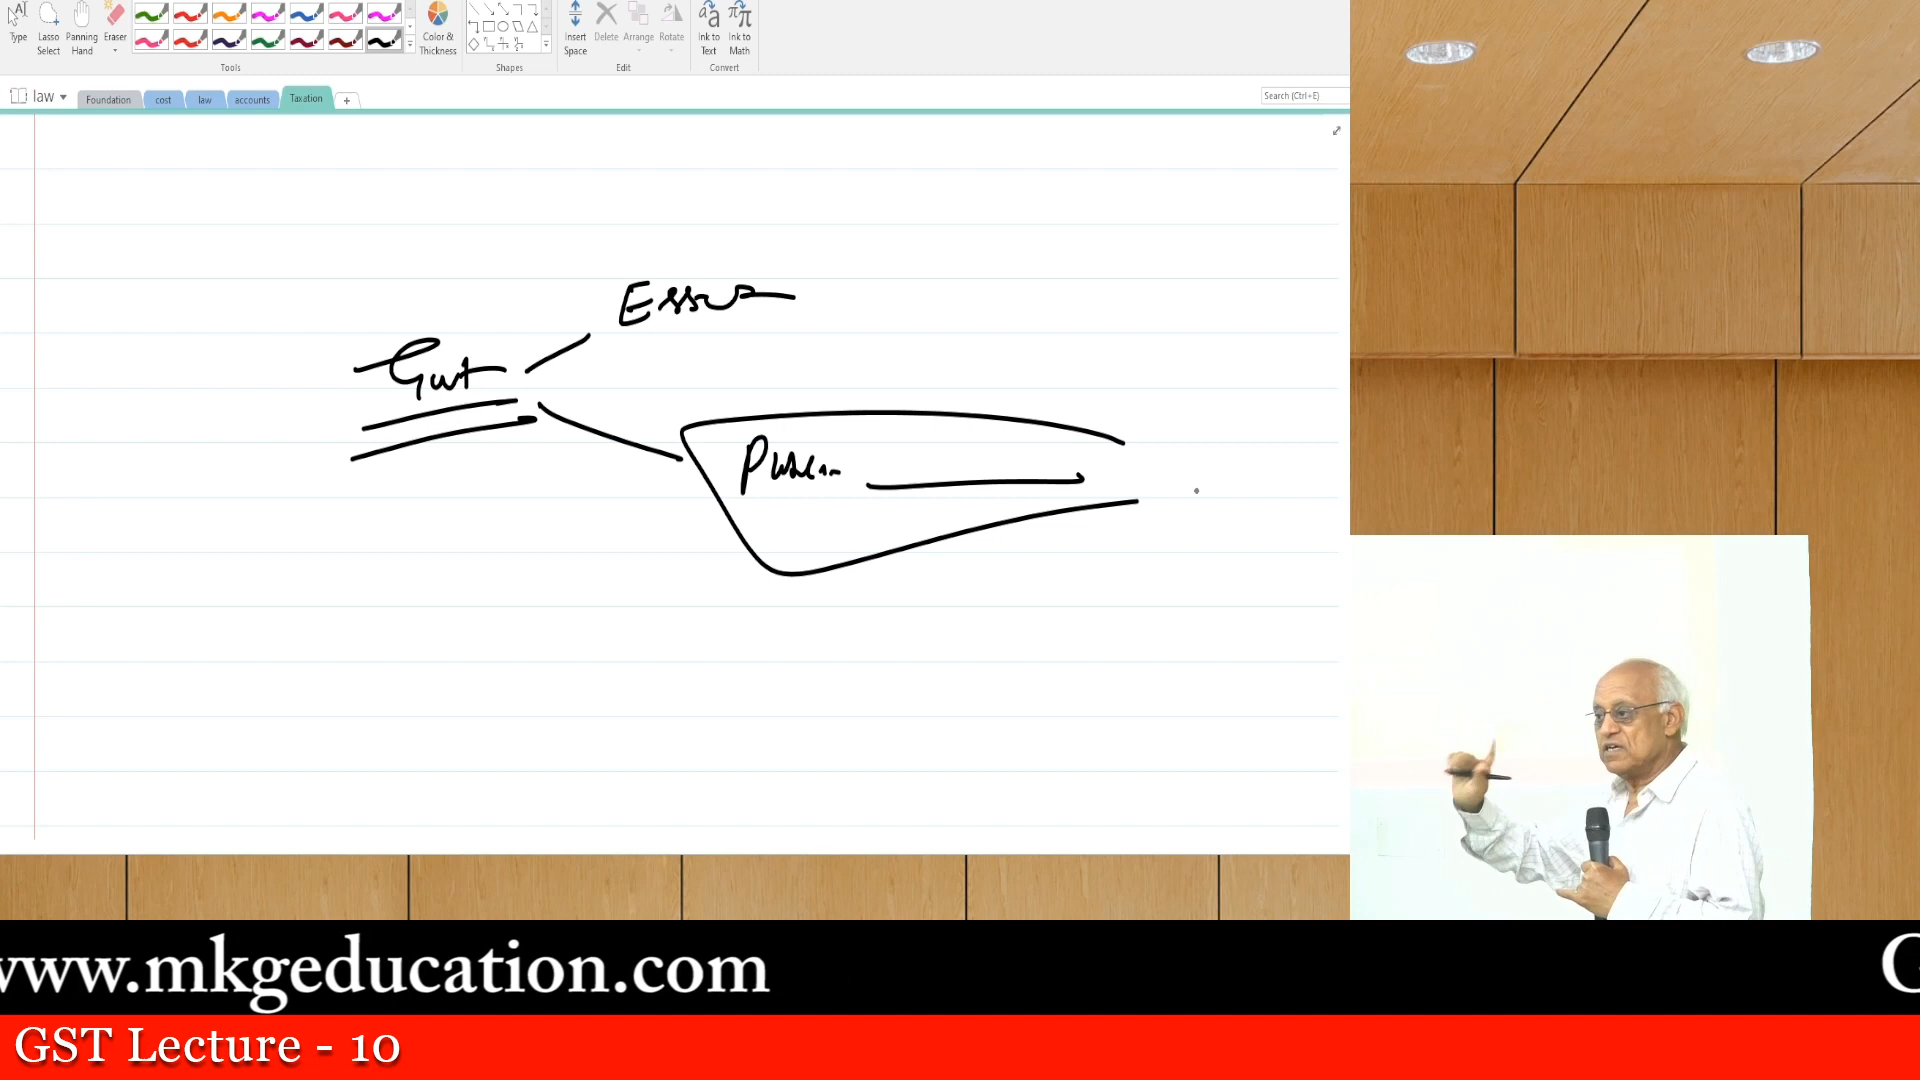 Type
Lasso Select
Panning Hand
Eraser
Color & Thickness
Insert Space
Delete
Arrange
Rotate
Ink to Text
Ink to Math
Tools
Shapes
Edit
Convert
law
Foundation
cost
law
accounts
Taxation
Search (Ctrl+E)
Govt
www.mkgeducation.com
G
GST Lecture - 10